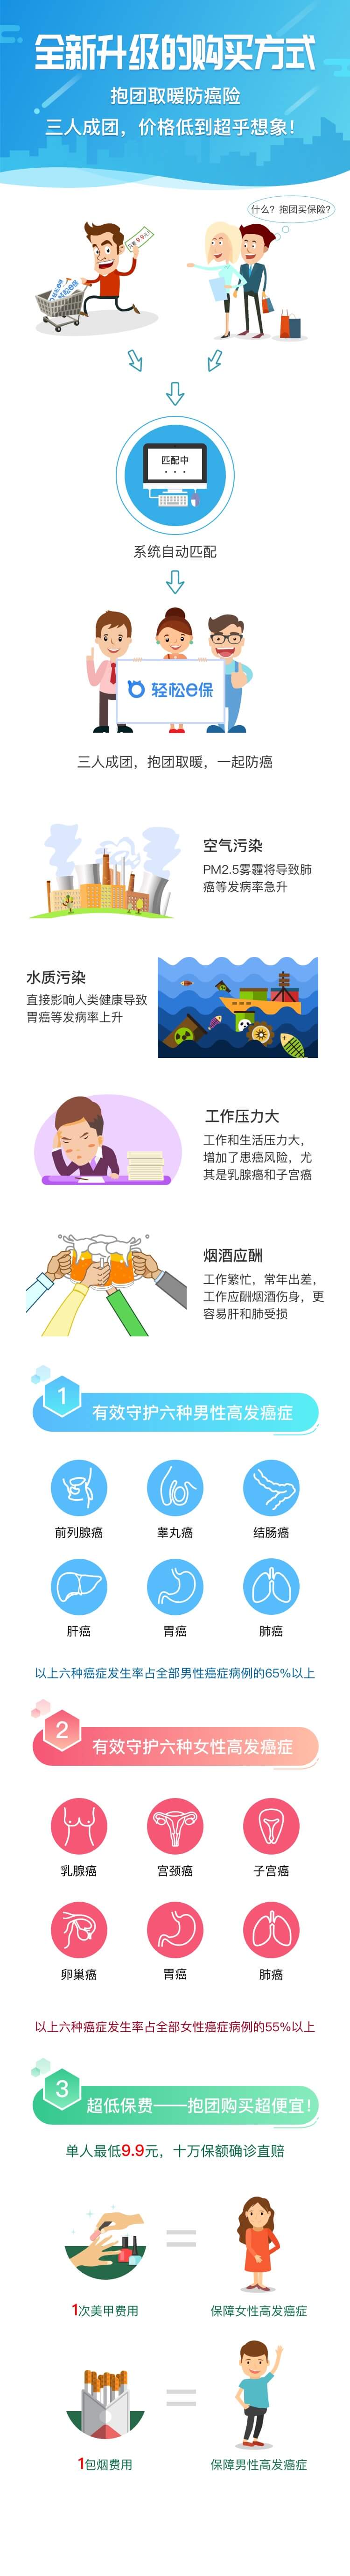 全新升级的购买方式
抱团取暖防癌险
三人成团，价格低到超乎想象！
什么？抱团买保险？
只要9.9元！
轻松e保
匹配中
系统自动匹配
轻松e保
三人成团，抱团取暖，一起防癌
空气污染
PM2.5雾霾将导致肺
癌等发病率急升
水质污染
直接影响人类健康导致
胃癌等发病率上升
工作压力大
工作和生活压力大，
增加了患癌风险，尤
其是乳腺癌和子宫癌
烟酒应酬
工作繁忙，常年出差，
工作应酬烟酒伤身，更
容易肝和肺受损
1 有效守护六种男性高发癌症
前列腺癌 睾丸癌 结肠癌
肝癌 胃癌 肺癌
以上六种癌症发生率占全部男性癌症病例的65%以上
2 有效守护六种女性高发癌症
乳腺癌 宫颈癌 子宫癌
卵巢癌 胃癌 肺癌
以上六种癌症发生率占全部女性癌症病例的55%以上
3 超低保费——抱团购买超便宜！
单人最低9.9元，十万保额确诊直赔
1次美甲费用 保障女性高发癌症
1包烟费用 保障男性高发癌症